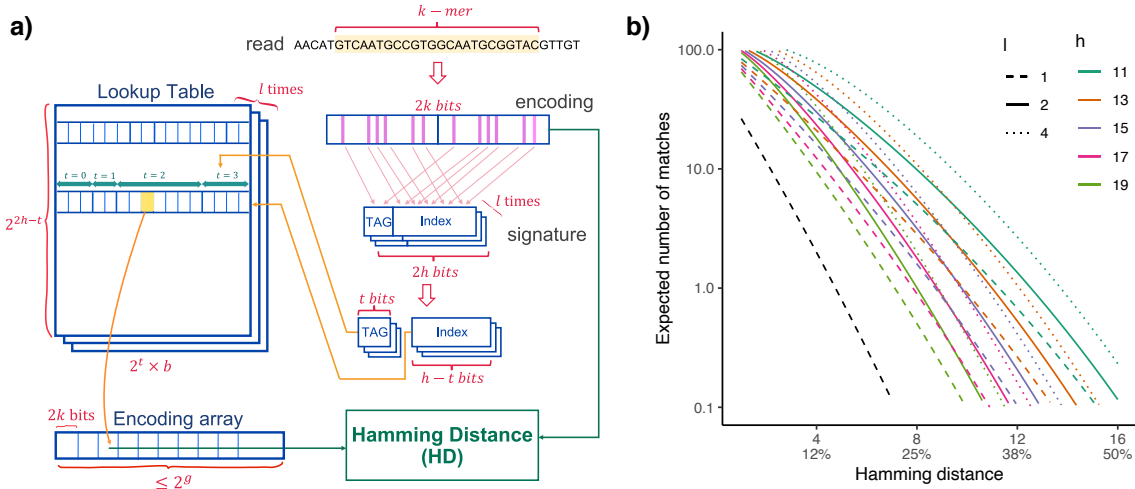 a)
k − mer
read AACATGTCAATGCCGTGGCAATGCGGTACGTTGT
Lookup Table
l times
2k bits
encoding
t = 0 t = 1 t = 2 t = 3
2^{2h−t}
TAG Index
l times
signature
2h bits
t bits
TAG Index
h − t bits
2^t × b
2k bits
Encoding array
Hamming Distance
(HD)
≤ 2^g
b)
Expected number of matches
100.0
10.0
1.0
0.1
4 8 12 16
12% 25% 38% 50%
Hamming distance
l
1
2
4
h
11
13
15
17
19